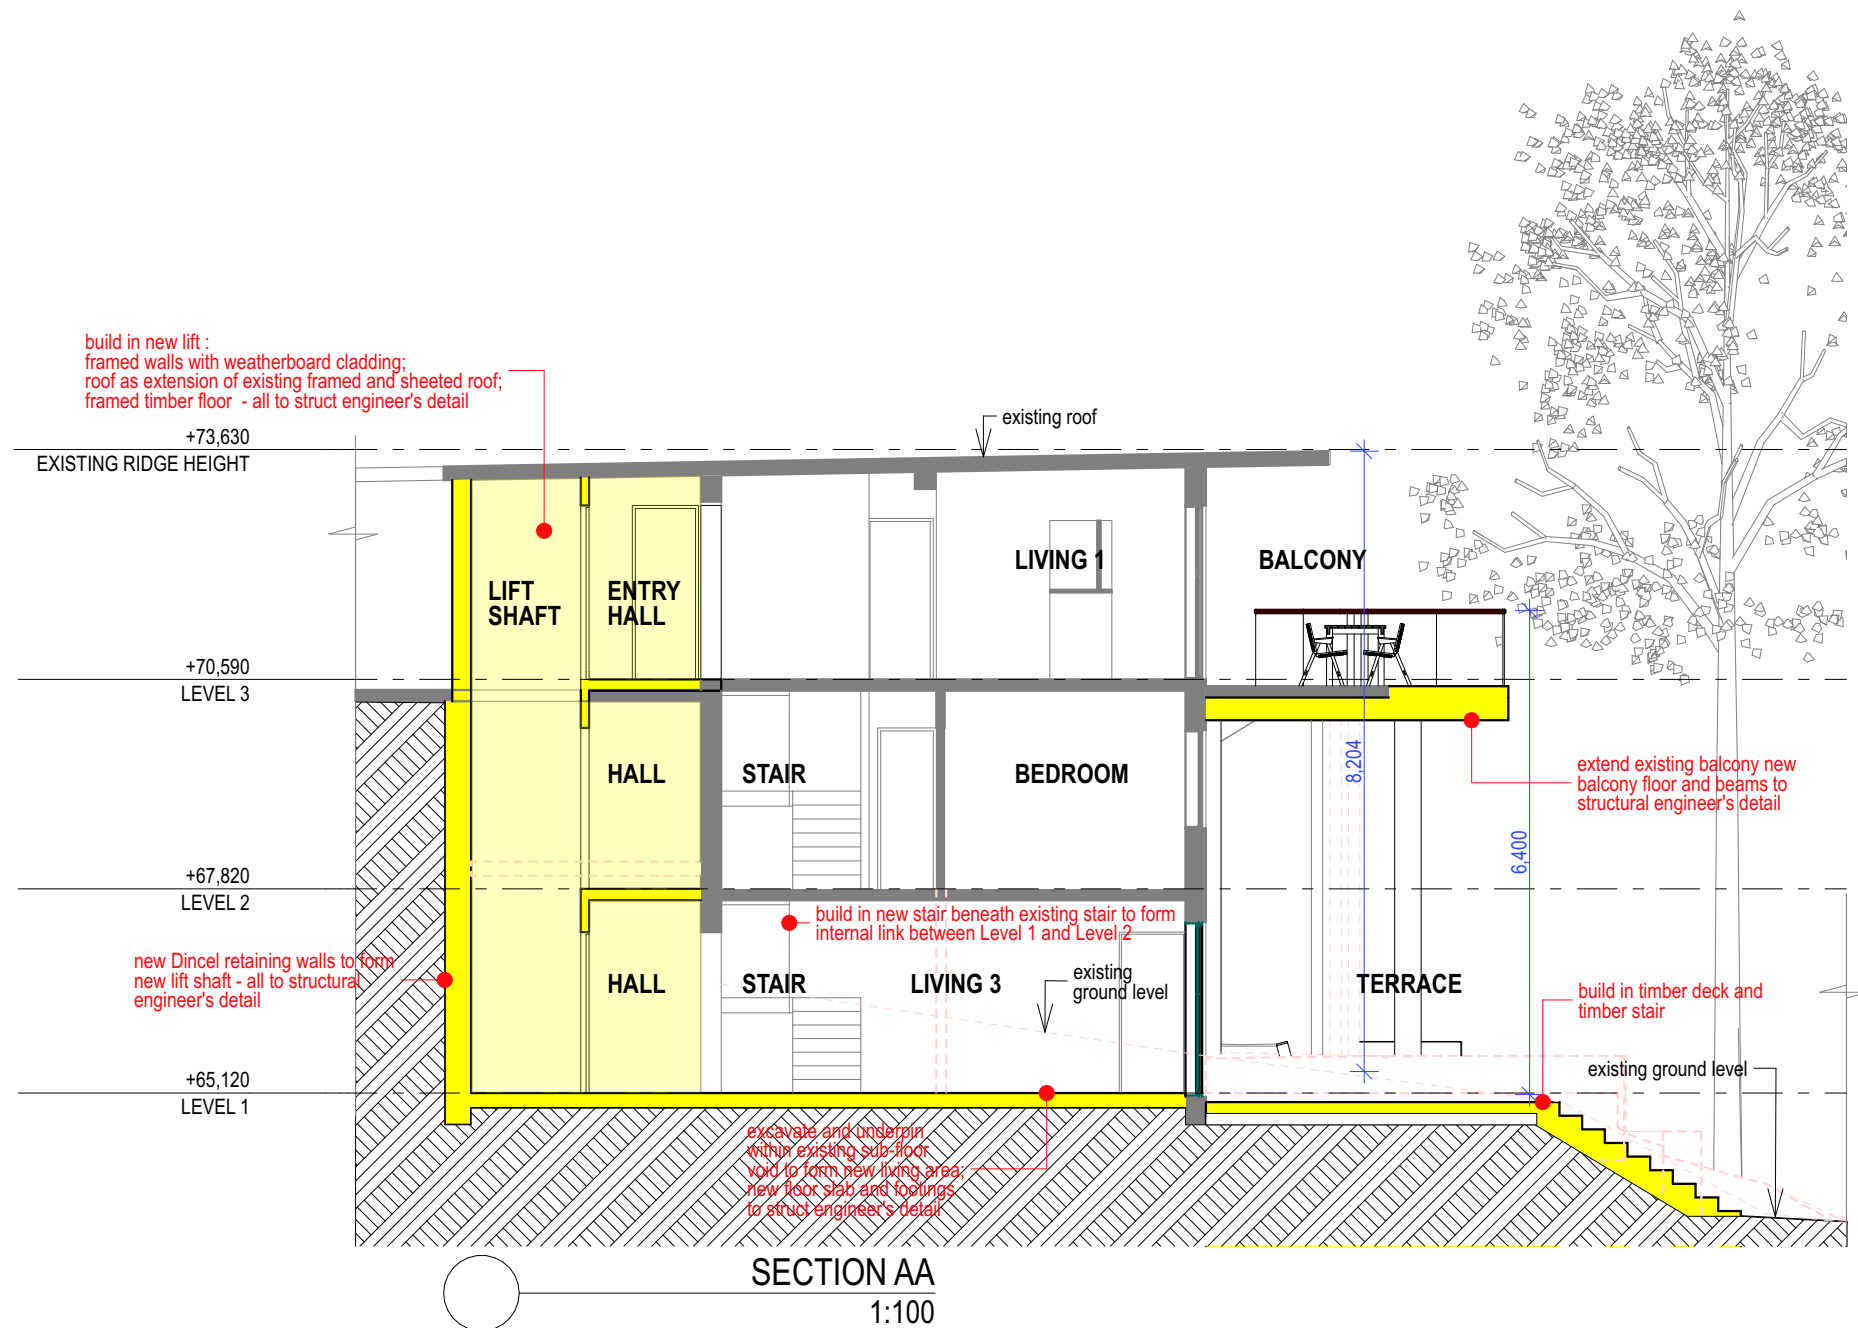 build in new lift :
framed walls with weatherboard cladding;
roof as extension of existing framed and sheeted roof;
framed timber floor  - all to struct engineer's detail
existing roof
+73,630
EXISTING RIDGE HEIGHT
LIVING 1
BALCONY
LIFT
SHAFT
ENTRY
HALL
+70,590
LEVEL 3
8,204
HALL
STAIR
BEDROOM
extend existing balcony new
balcony floor and beams to
structural engineer's detail
6,400
+67,820
LEVEL 2
build in new stair beneath existing stair to form
internal link between Level 1 and Level 2
new Dincel retaining walls to form
new lift shaft - all to structural
engineer's detail
HALL
STAIR
LIVING 3
existing
ground level
TERRACE
build in timber deck and
timber stair
existing ground level
+65,120
LEVEL 1
excavate and underpin
within existing sub-floor
void to form new living area;
new floor slab and footings
to struct engineer's detail
SECTION AA
1:100